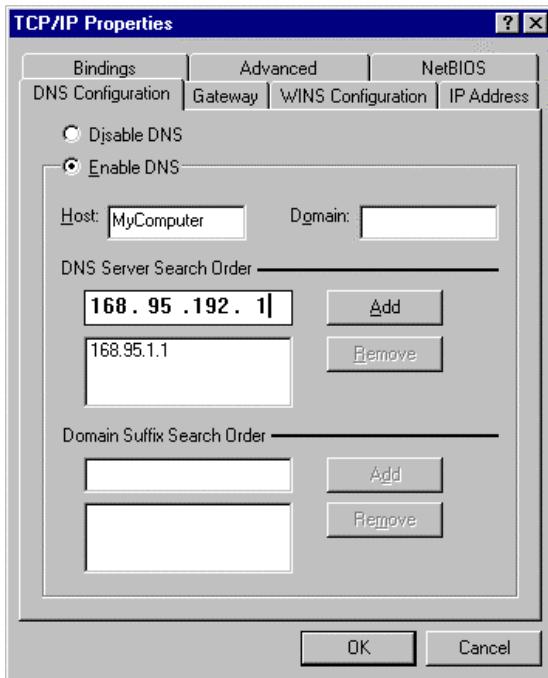 TCP/IP Properties
Bindings Advanced NetBIOS
DNS Configuration Gateway WINS Configuration IP Address
Disable DNS
Enable DNS
Host: MyComputer Domain:
DNS Server Search Order
168. 95 .192. 1 Add
168.95.1.1 Remove
Domain Suffix Search Order
Add
Remove
OK Cancel